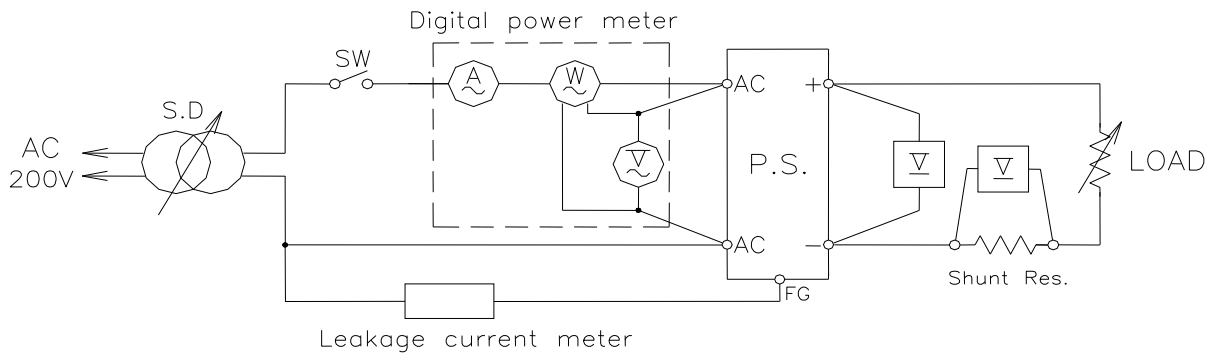 Digital power meter
SW
A
W
AC
+
S.D
AC
200V
V
P.S.
V
V
LOAD
AC
−
Shunt Res.
FG
Leakage current meter